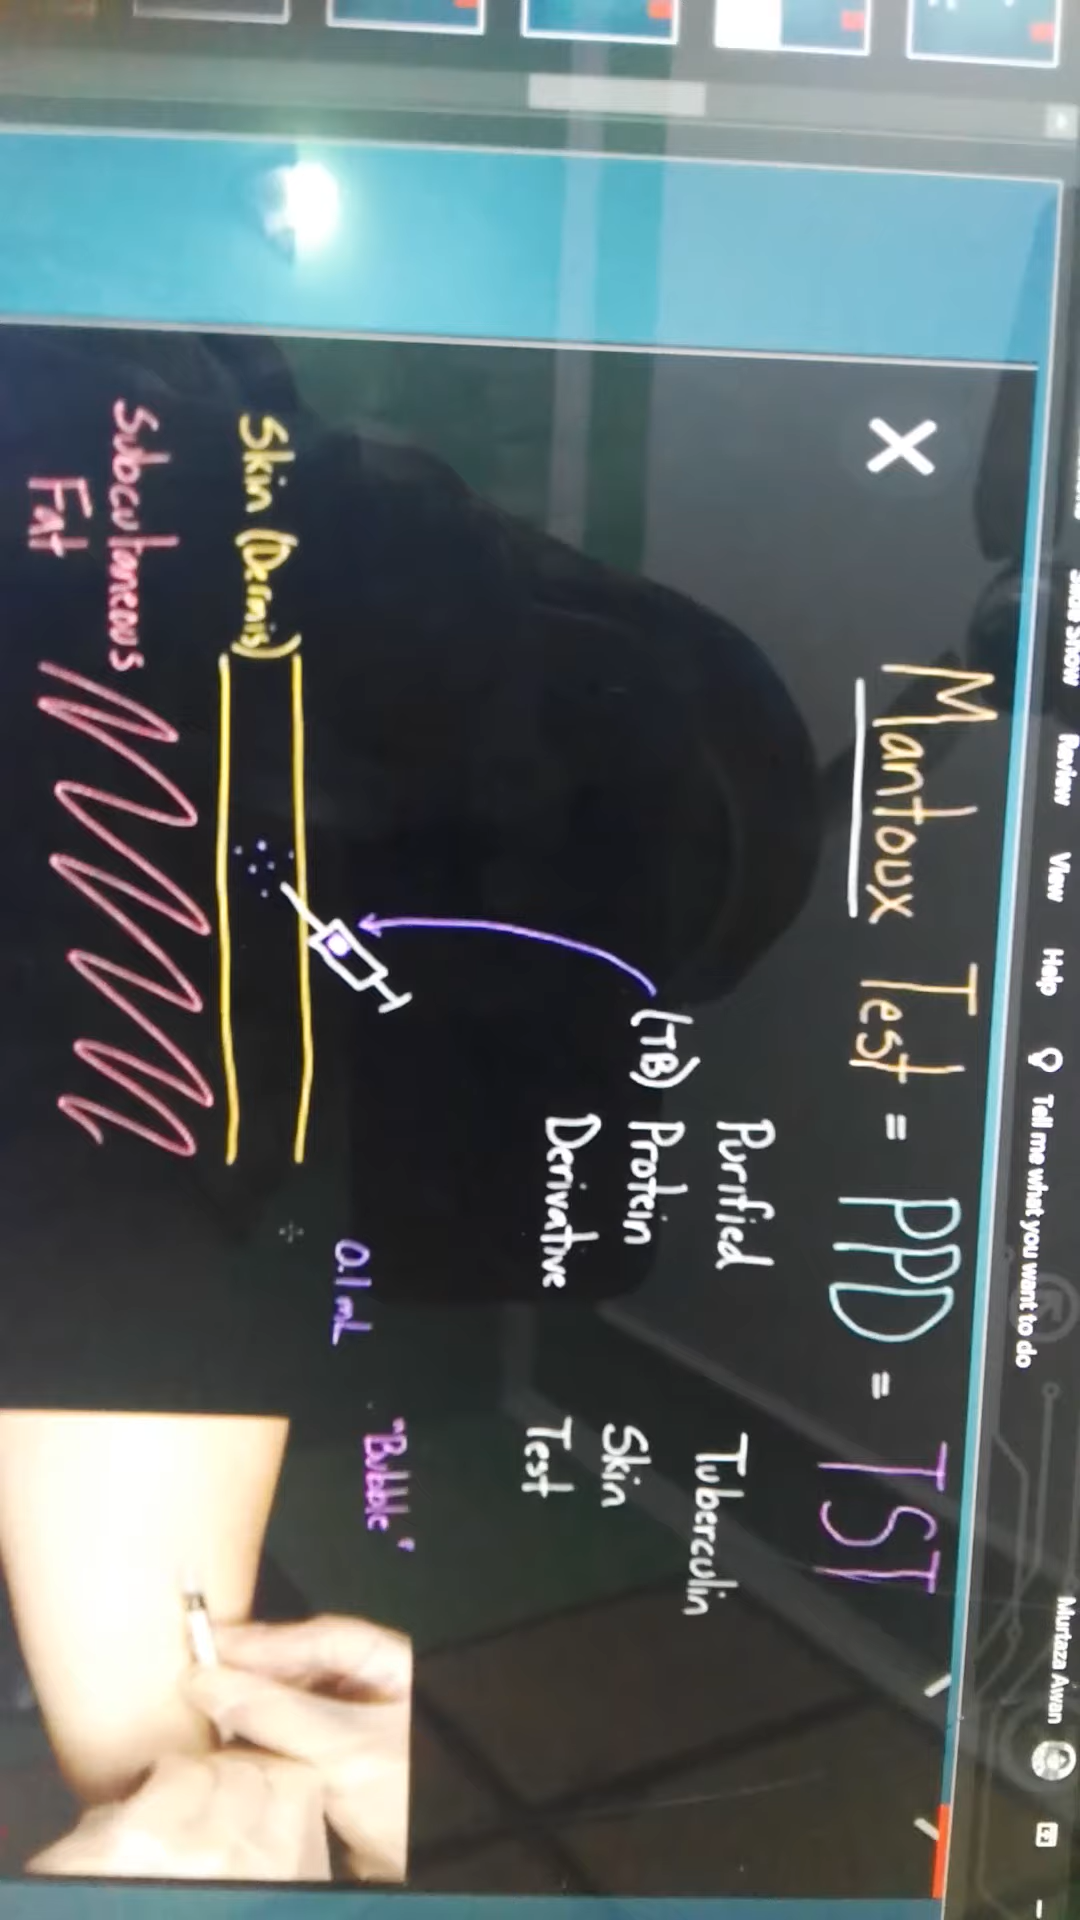 Slide Show Review View Help Tell me what you want to do
Murtaza Awan
Mantoux Test = PPD = TST
Purified
(TB) Protein
Derivative
Tuberculin
Skin
Test
0.1 mL
"Bubble"
Skin (Dermis)
Subcutaneous
Fat